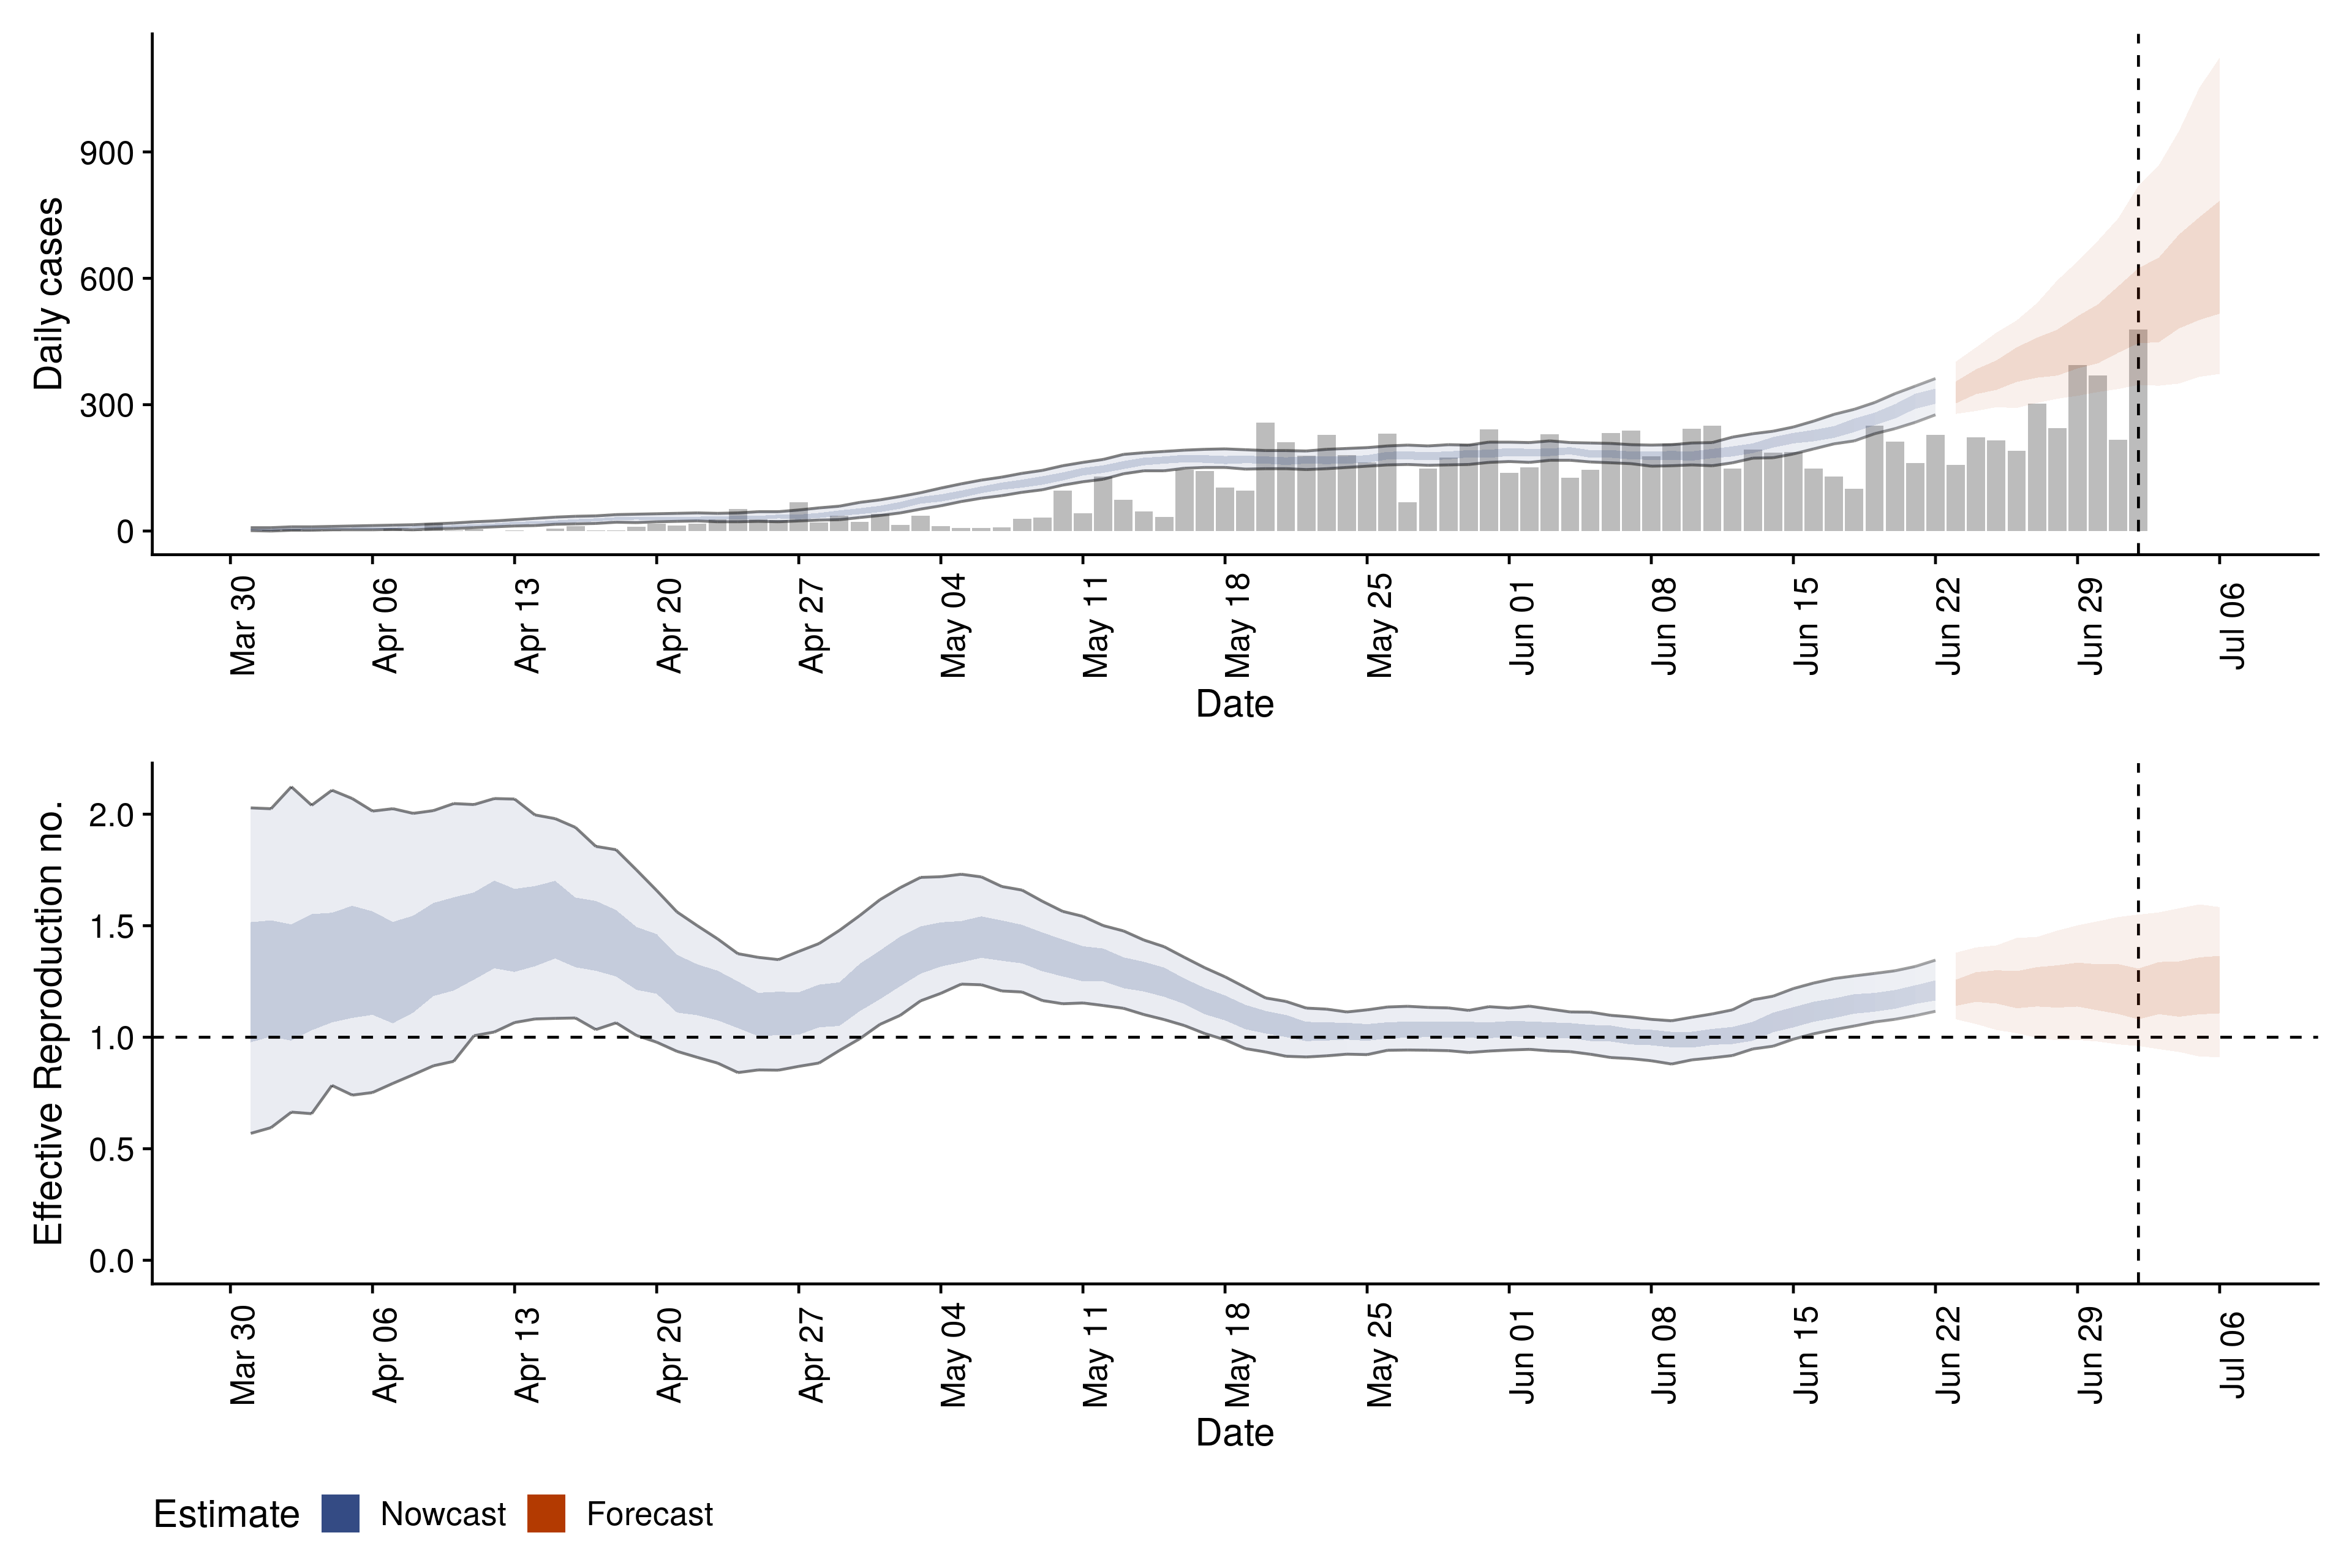 Daily cases
900
600
300
0
Mar 30
Apr 06
Apr 13
Apr 20
Apr 27
May 04
May 11
May 18
May 25
Jun 01
Jun 08
Jun 15
Jun 22
Jun 29
Jul 06
Date
Effective Reproduction no.
2.0
1.5
1.0
0.5
0.0
Mar 30
Apr 06
Apr 13
Apr 20
Apr 27
May 04
May 11
May 18
May 25
Jun 01
Jun 08
Jun 15
Jun 22
Jun 29
Jul 06
Date
Estimate Nowcast Forecast